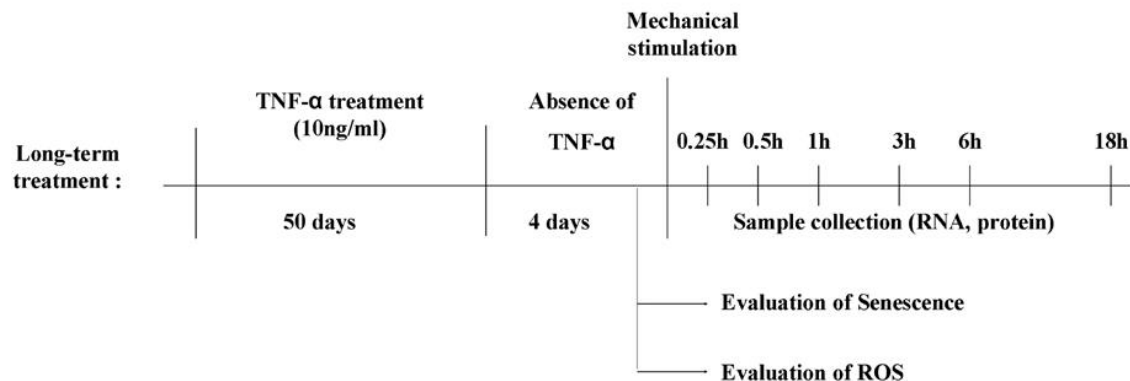 Mechanical
stimulation
TNF-α treatment
(10ng/ml)
Absence of
TNF-α
Long-term
treatment :
0.25h 0.5h 1h 3h 6h 18h
50 days
4 days
Sample collection (RNA, protein)
Evaluation of Senescence
Evaluation of ROS